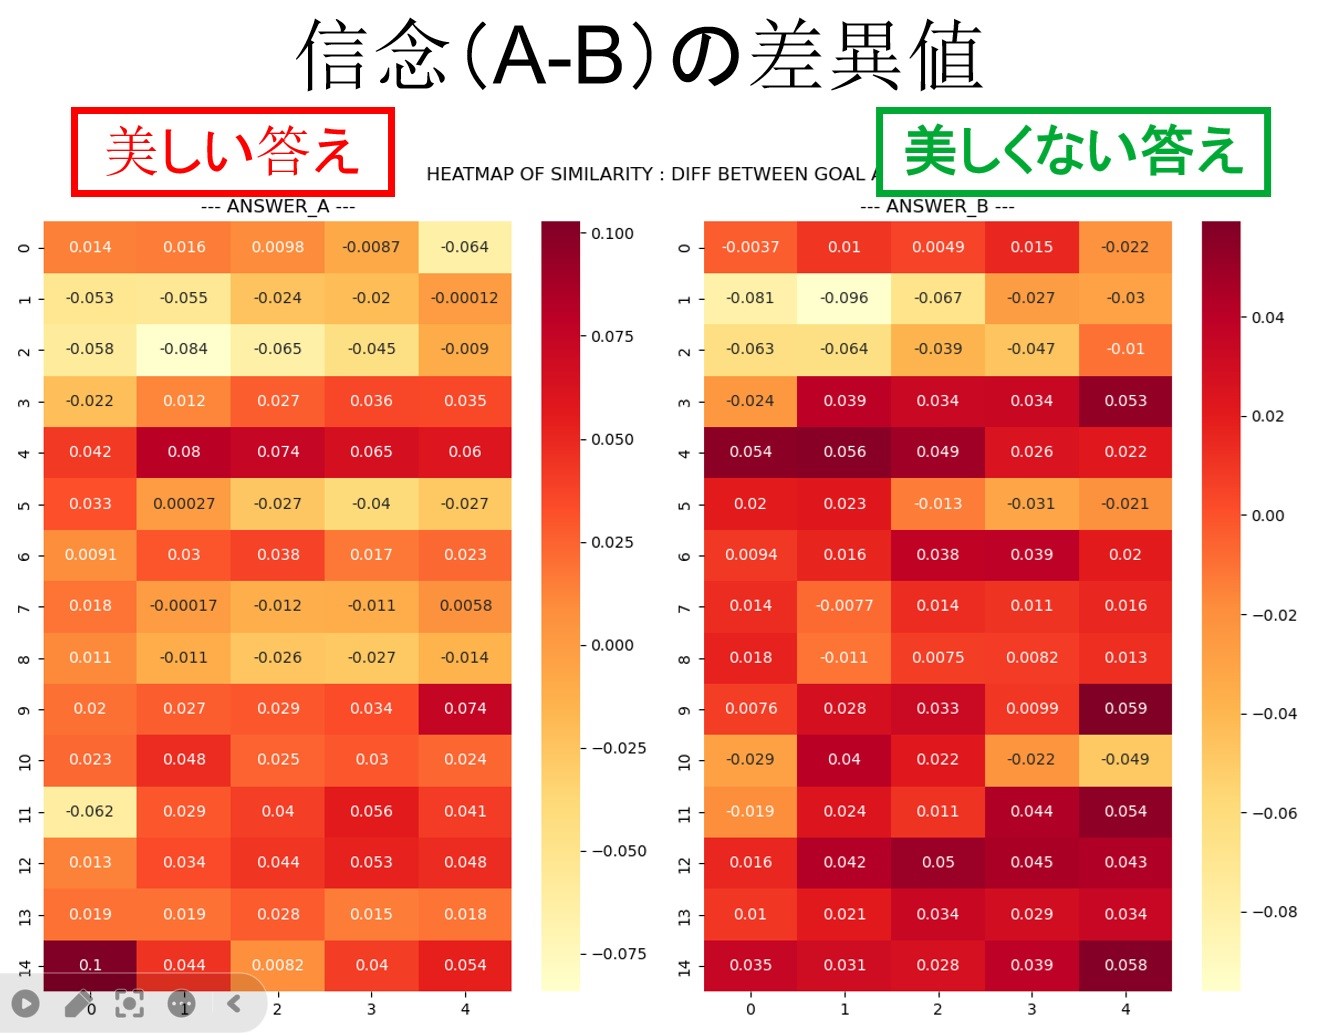 信念（A-B）の差異値
美しい答え
美しくない答え
HEATMAP OF SIMILARITY : DIFF BETWEEN GOAL
--- ANSWER_A ---
0 0.014 0.016 0.0098 -0.0087 -0.064
1 -0.053 -0.055 -0.024 -0.02 -0.00012
2 -0.058 -0.084 -0.065 -0.045 -0.009
3 -0.022 0.012 0.027 0.036 0.035
4 0.042 0.08 0.074 0.065 0.06
5 0.033 0.00027 -0.027 -0.04 -0.027
6 0.0091 0.03 0.038 0.017 0.023
7 0.018 -0.00017 -0.012 -0.011 0.0058
8 0.011 -0.011 -0.026 -0.027 -0.014
9 0.02 0.027 0.029 0.034 0.074
10 0.023 0.048 0.025 0.03 0.024
11 -0.062 0.029 0.04 0.056 0.041
12 0.013 0.034 0.044 0.053 0.048
13 0.019 0.019 0.028 0.015 0.018
14 0.1 0.044 0.0082 0.04 0.054
0 1 2 3 4
0.100
0.075
0.050
0.025
0.000
−0.025
−0.050
−0.075
--- ANSWER_B ---
0 -0.0037 0.01 0.0049 0.015 -0.022
1 -0.081 -0.096 -0.067 -0.027 -0.03
2 -0.063 -0.064 -0.039 -0.047 -0.01
3 -0.024 0.039 0.034 0.034 0.053
4 0.054 0.056 0.049 0.026 0.022
5 0.02 0.023 -0.013 -0.031 -0.021
6 0.0094 0.016 0.038 0.039 0.02
7 0.014 -0.0077 0.014 0.011 0.016
8 0.018 -0.011 0.0075 0.0082 0.013
9 0.0076 0.028 0.033 0.0099 0.059
10 -0.029 0.04 0.022 -0.022 -0.049
11 -0.019 0.024 0.011 0.044 0.054
12 0.016 0.042 0.05 0.045 0.043
13 0.01 0.021 0.034 0.029 0.034
14 0.035 0.031 0.028 0.039 0.058
0 1 2 3 4
0.04
0.02
0.00
−0.02
−0.04
−0.06
−0.08